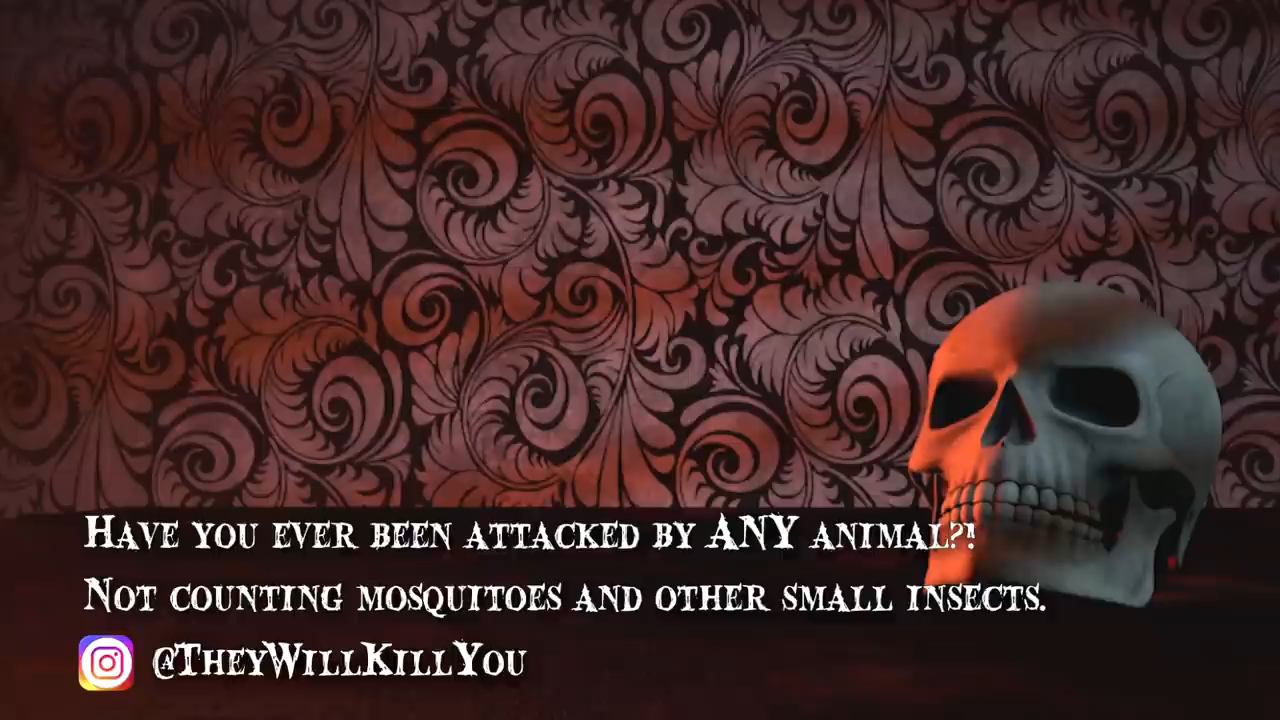 Have you ever been attacked by ANY animal?!
Not counting mosquitoes and other small insects.
@TheyWillKillYou